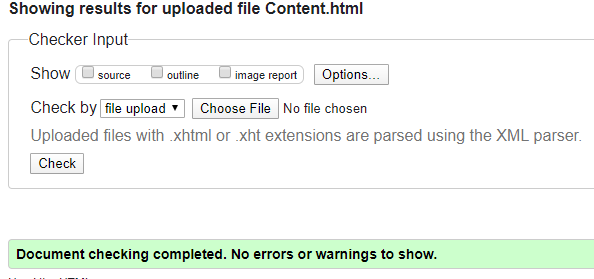 Showing results for uploaded file Content.html
Checker Input
Show source outline image report Options...
Check by file upload Choose File No file chosen
Uploaded files with .xhtml or .xht extensions are parsed using the XML parser.
Check
Document checking completed. No errors or warnings to show.